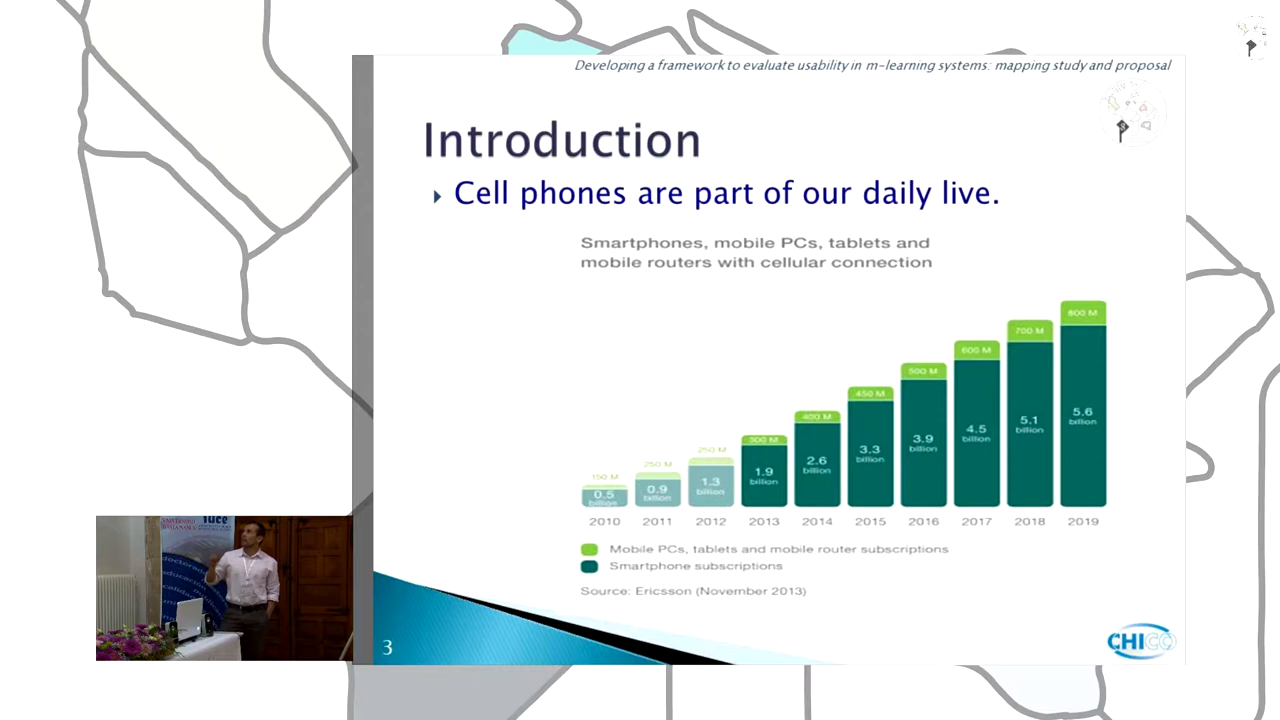 Developing a framework to evaluate usability in m-learning systems: mapping study and proposal
Introduction
Cell phones are part of our daily live.
Smartphones, mobile PCs, tablets and
mobile routers with cellular connection
150 M
0.5
billion
250 M
0.9
billion
250 M
1.3
billion
300 M
1.9
billion
400 M
2.6
billion
450 M
3.3
billion
500 M
3.9
billion
600 M
4.5
billion
700 M
5.1
billion
800 M
5.6
billion
2010 2011 2012 2013 2014 2015 2016 2017 2018 2019
Mobile PCs, tablets and mobile router subscriptions
Smartphone subscriptions
Source: Ericsson (November 2013)
3
CHICO
iuce